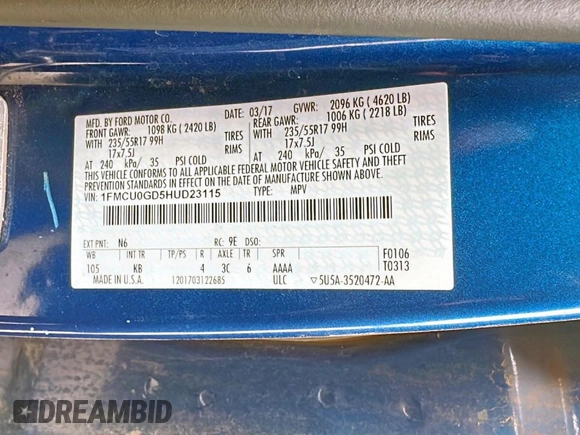 MFD. BY FORD MOTOR CO.
DATE: 03/17 GVWR: 2096 KG ( 4620 LB)
FRONT GAWR: 1098 KG ( 2420 LB) REAR GAWR: 1006 KG ( 2218 LB)
WITH 235/55R17 99H TIRES WITH 235/55R17 99H TIRES
17x7.5J RIMS 17x7.5J RIMS
AT 240 kPa/ 35 PSI COLD AT 240 kPa/ 35 PSI COLD
THIS VEHICLE CONFORMS TO ALL APPLICABLE FEDERAL MOTOR VEHICLE SAFETY AND THEFT
PREVENTION STANDARDS IN EFFECT ON THE DATE OF MANUFACTURE SHOWN ABOVE.
VIN: 1FMCU0GD5HUD23115 TYPE: MPV
EXT PNT: N6 RC: 9E DSO: F0106
WB INT TR TP/PS R AXLE TR SPR T0313
105 KB 4 3C 6 AAAA
MADE IN U.S.A. 1201703122685 ULC 5U5A-3520472-AA
DREAMBID